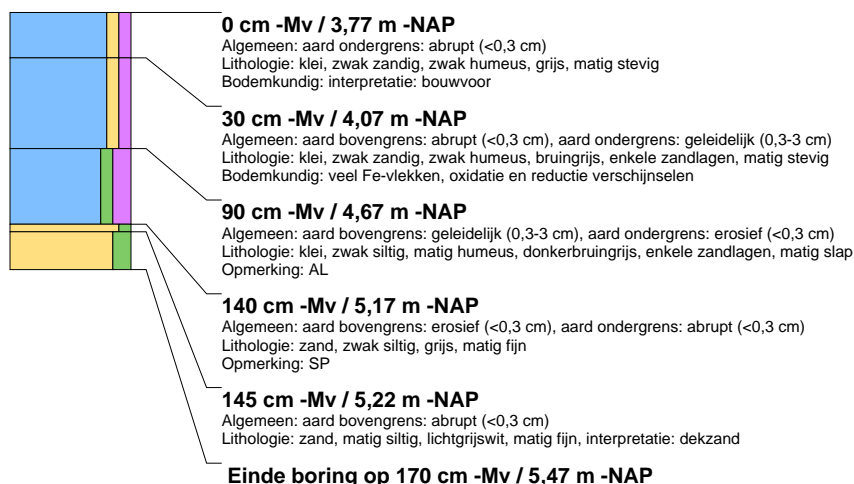 0 cm -Mv / 3,77 m -NAP
Algemeen: aard ondergrens: abrupt (<0,3 cm)
Lithologie: klei, zwak zandig, zwak humeus, grijs, matig stevig
Bodemkundig: interpretatie: bouwvoor
30 cm -Mv / 4,07 m -NAP
Algemeen: aard bovengrens: abrupt (<0,3 cm), aard ondergrens: geleidelijk (0,3-3 cm)
Lithologie: klei, zwak zandig, zwak humeus, bruingrijs, enkele zandlagen, matig stevig
Bodemkundig: veel Fe-vlekken, oxidatie en reductie verschijnselen
90 cm -Mv / 4,67 m -NAP
Algemeen: aard bovengrens: geleidelijk (0,3-3 cm), aard ondergrens: erosief (<0,3 cm)
Lithologie: klei, zwak siltig, matig humeus, donkerbruingrijs, enkele zandlagen, matig slap
Opmerking: AL
140 cm -Mv / 5,17 m -NAP
Algemeen: aard bovengrens: erosief (<0,3 cm), aard ondergrens: abrupt (<0,3 cm)
Lithologie: zand, zwak siltig, grijs, matig fijn
Opmerking: SP
145 cm -Mv / 5,22 m -NAP
Algemeen: aard bovengrens: abrupt (<0,3 cm)
Lithologie: zand, matig siltig, lichtgrijswit, matig fijn, interpretatie: dekzand
Einde boring op 170 cm -Mv / 5,47 m -NAP